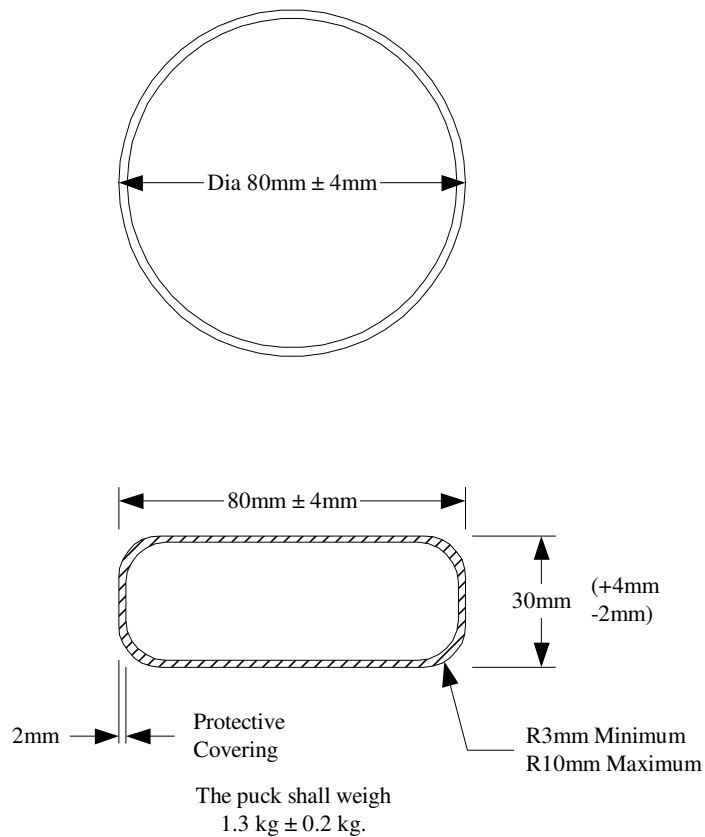 Dia 80mm ± 4mm
80mm ± 4mm
30mm
(+4mm
-2mm)
2mm
Protective
Covering
R3mm Minimum
R10mm Maximum
The puck shall weigh
1.3 kg ± 0.2 kg.